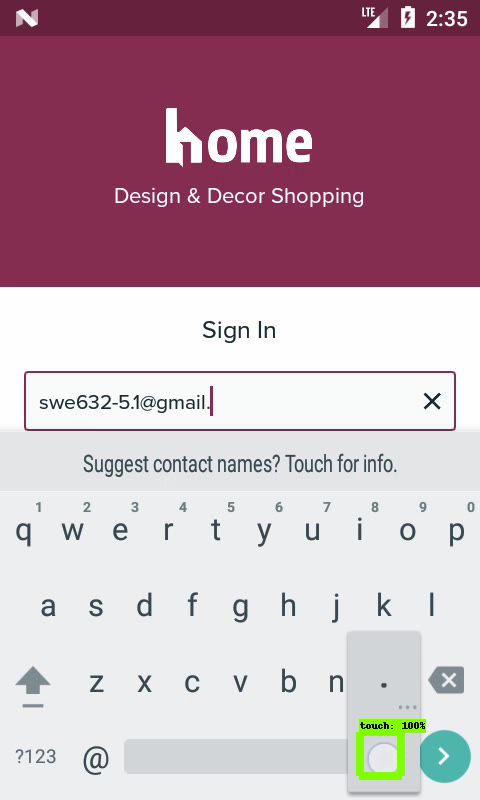 LTE 2:35
home
Design & Decor Shopping
Sign In
swe632-5.1@gmail.
Suggest contact names? Touch for info.
1 2 3 4 5 6 7 8 9 0
q w e r t y u i o p
a s d f g h j k l
z x c v b n .
touch: 100%
?123 @